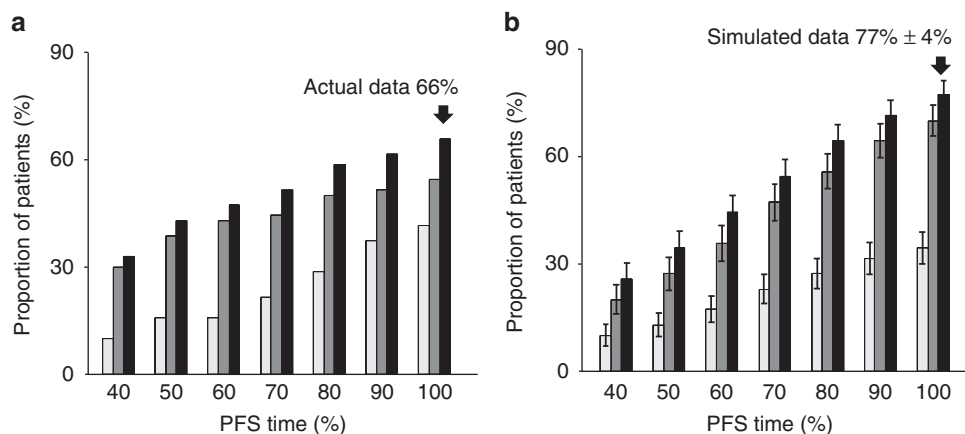 a
90
60
30
0
Proportion of patients (%)
Actual data 66%
40 50 60 70 80 90 100
PFS time (%)
b
90
60
30
0
Proportion of patients (%)
Simulated data 77% ± 4%
40 50 60 70 80 90 100
PFS time (%)